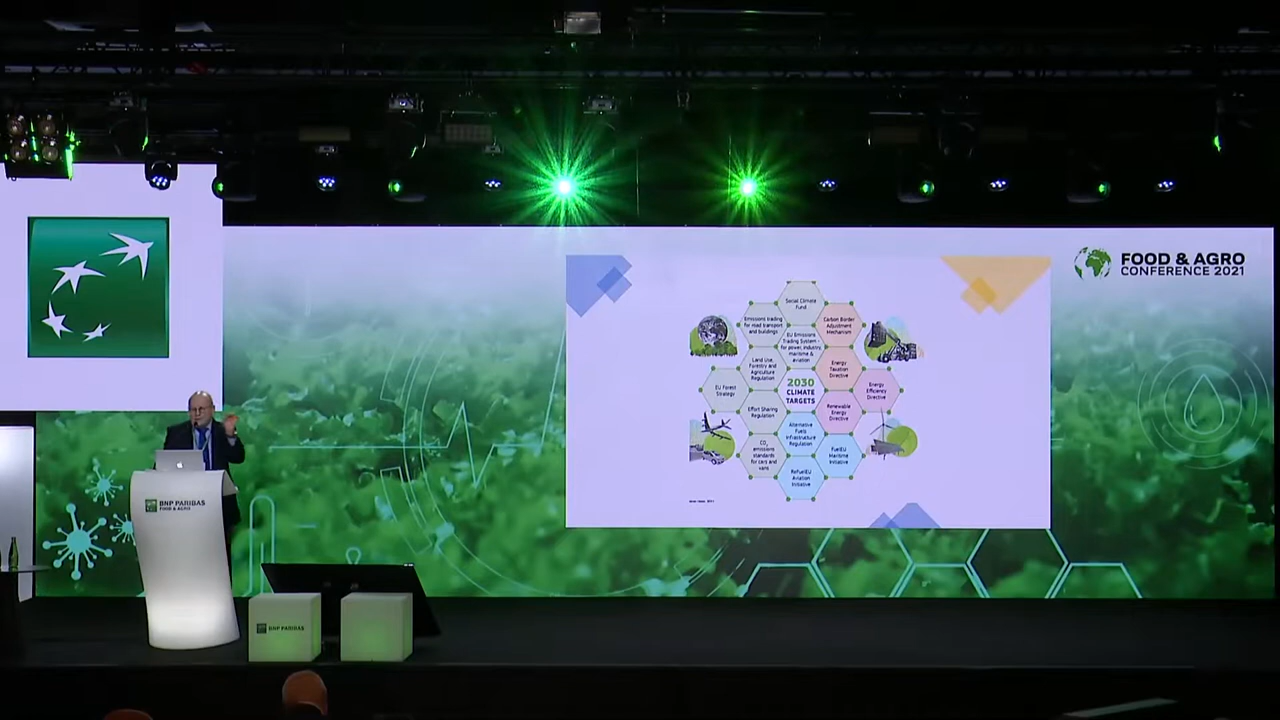 FOOD & AGRO
CONFERENCE 2021
Social Climate
Fund
Emissions trading
for road transport
and buildings
Carbon Border
Adjustment
Mechanism
EU Emissions
Trading System -
for power, industry,
maritime &
aviation
Land Use,
Forestry and
Agriculture
Regulation
Energy
Taxation
Directive
EU Forest
Strategy
2030
CLIMATE
TARGETS
Energy
Efficiency
Directive
Effort Sharing
Regulation
Renewable
Energy
Directive
Alternative
Fuels
Infrastructure
Regulation
CO2
emissions
standards
for cars and
vans
FuelEU
Maritime
Initiative
ReFuelEU
Aviation
Initiative
BNP PARIBAS
FOOD & AGRO
BNP PARIBAS